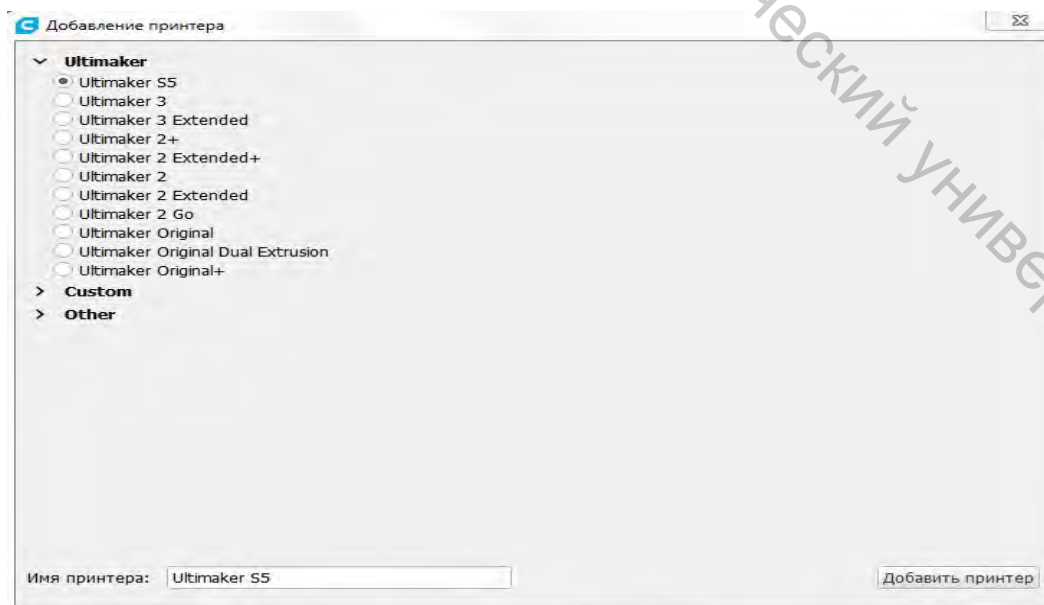 Добавление принтера
Ultimaker
Ultimaker S5
Ultimaker 3
Ultimaker 3 Extended
Ultimaker 2+
Ultimaker 2 Extended+
Ultimaker 2
Ultimaker 2 Extended
Ultimaker 2 Go
Ultimaker Original
Ultimaker Original Dual Extrusion
Ultimaker Original+
Custom
Other
Имя принтера: Ultimaker S5
Добавить принтер